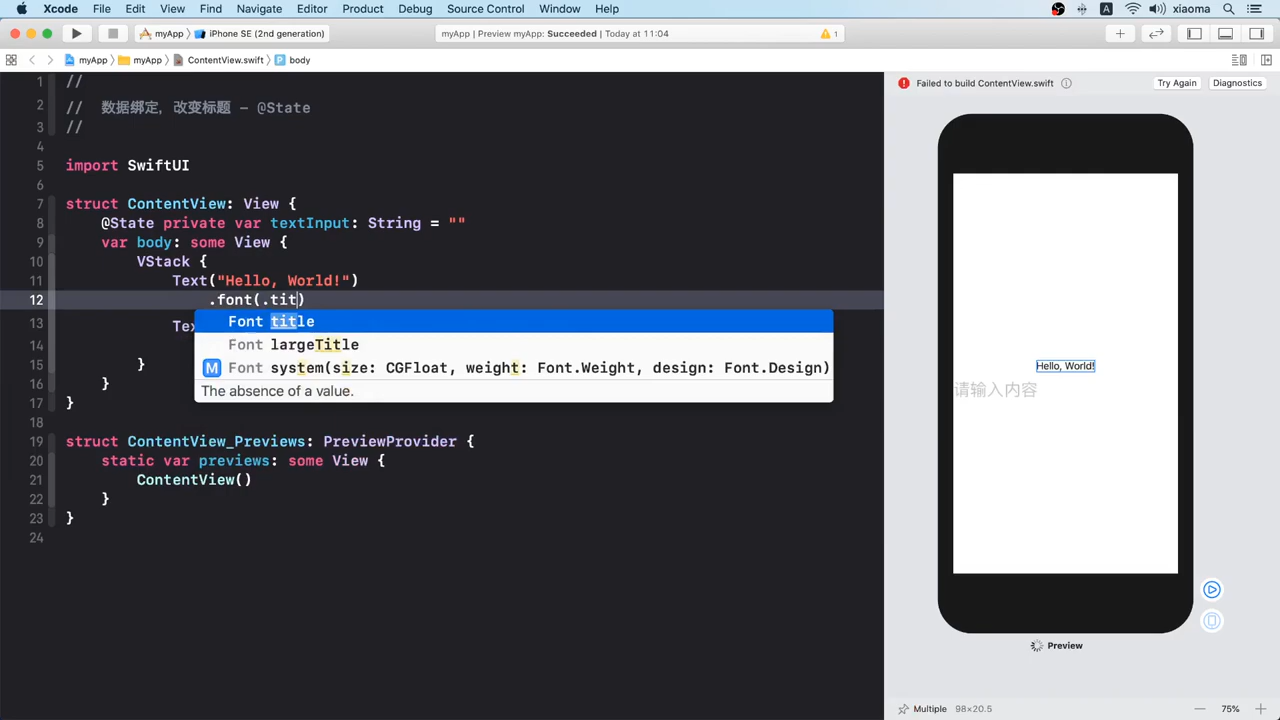 Xcode File Edit View Find Navigate Editor Product Debug Source Control Window Help A xiaoma
myApp iPhone SE (2nd generation) myApp | Preview myApp: Succeeded | Today at 11:04 1
myApp myApp ContentView.swift P body
1 //
2 // 数据绑定，改变标题 - @State
3 //
4
5 import SwiftUI
6
7 struct ContentView: View {
8 @State private var textInput: String = ""
9 var body: some View {
10 VStack {
11 Text("Hello, World!")
12 .font(.tit)
Font title
13 Te
Font largeTitle
14
M Font system(size: CGFloat, weight: Font.Weight, design: Font.Design)
15 }
16 }
The absence of a value.
17 }
18
19 struct ContentView_Previews: PreviewProvider {
20 static var previews: some View {
21 ContentView()
22 }
23 }
24
Failed to build ContentView.swift Try Again Diagnostics
Hello, World!
请输入内容
Preview
Multiple 98×20.5 75%